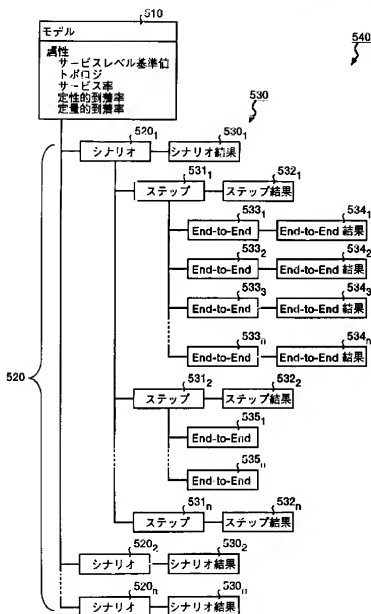 510
モデル
属性
サービスレベル基準値
トポロジ
サービス率
定性的到着率
定量的到着率
540
530
520₁ 530₁
シナリオ シナリオ結果
531₁ 532₁
ステップ ステップ結果
533₁ 534₁
End-to-End End-to-End 結果
533₂ 534₂
End-to-End End-to-End 結果
533₃ 534₃
End-to-End End-to-End 結果
533n 534n
End-to-End End-to-End 結果
520
531₂ 532₂
ステップ ステップ結果
535₁
End-to-End
535n
End-to-End
531n 532n
ステップ ステップ結果
520₂ 530₂
シナリオ シナリオ結果
520n 530n
シナリオ シナリオ結果